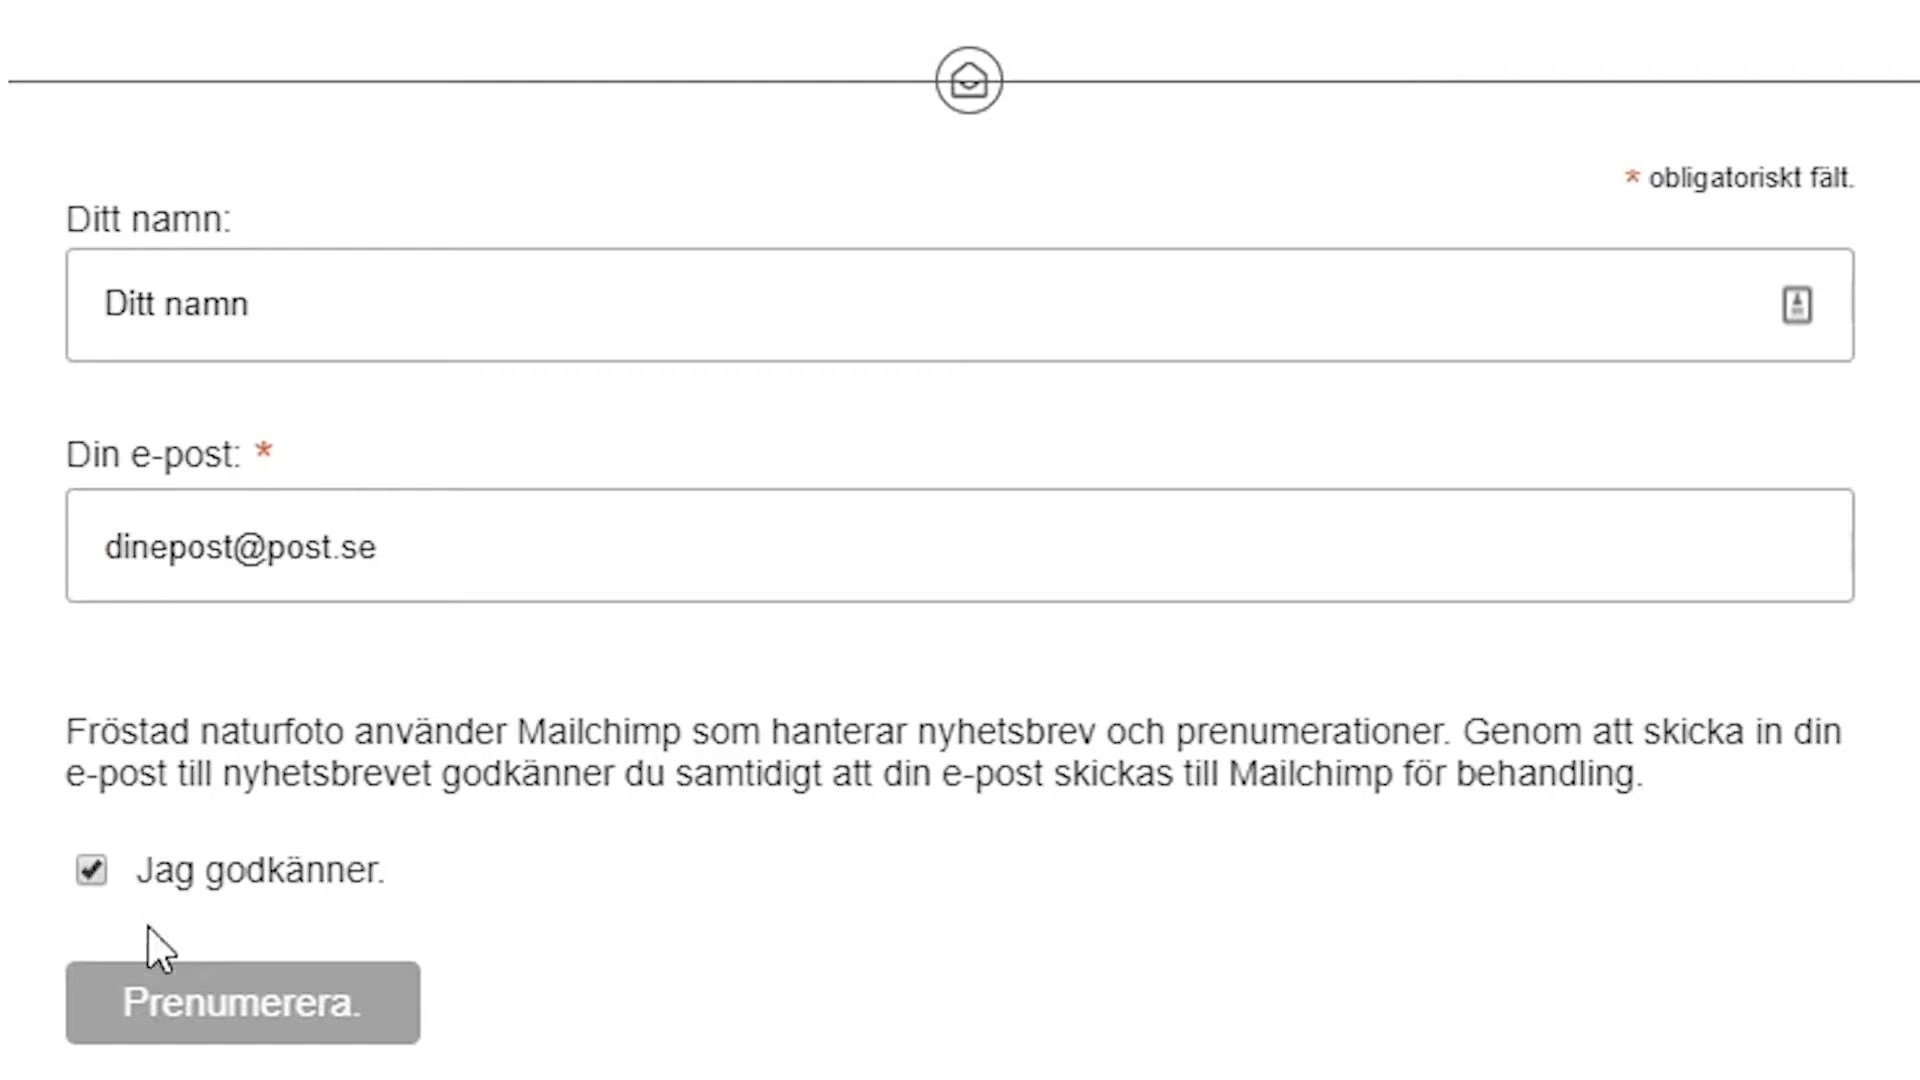 * obligatoriskt fält.
Ditt namn:
Ditt namn
Din e-post: *
dinepost@post.se
Fröstad naturfoto använder Mailchimp som hanterar nyhetsbrev och prenumerationer. Genom att skicka in din
e-post till nyhetsbrevet godkänner du samtidigt att din e-post skickas till Mailchimp för behandling.
Jag godkänner.
Prenumerera.